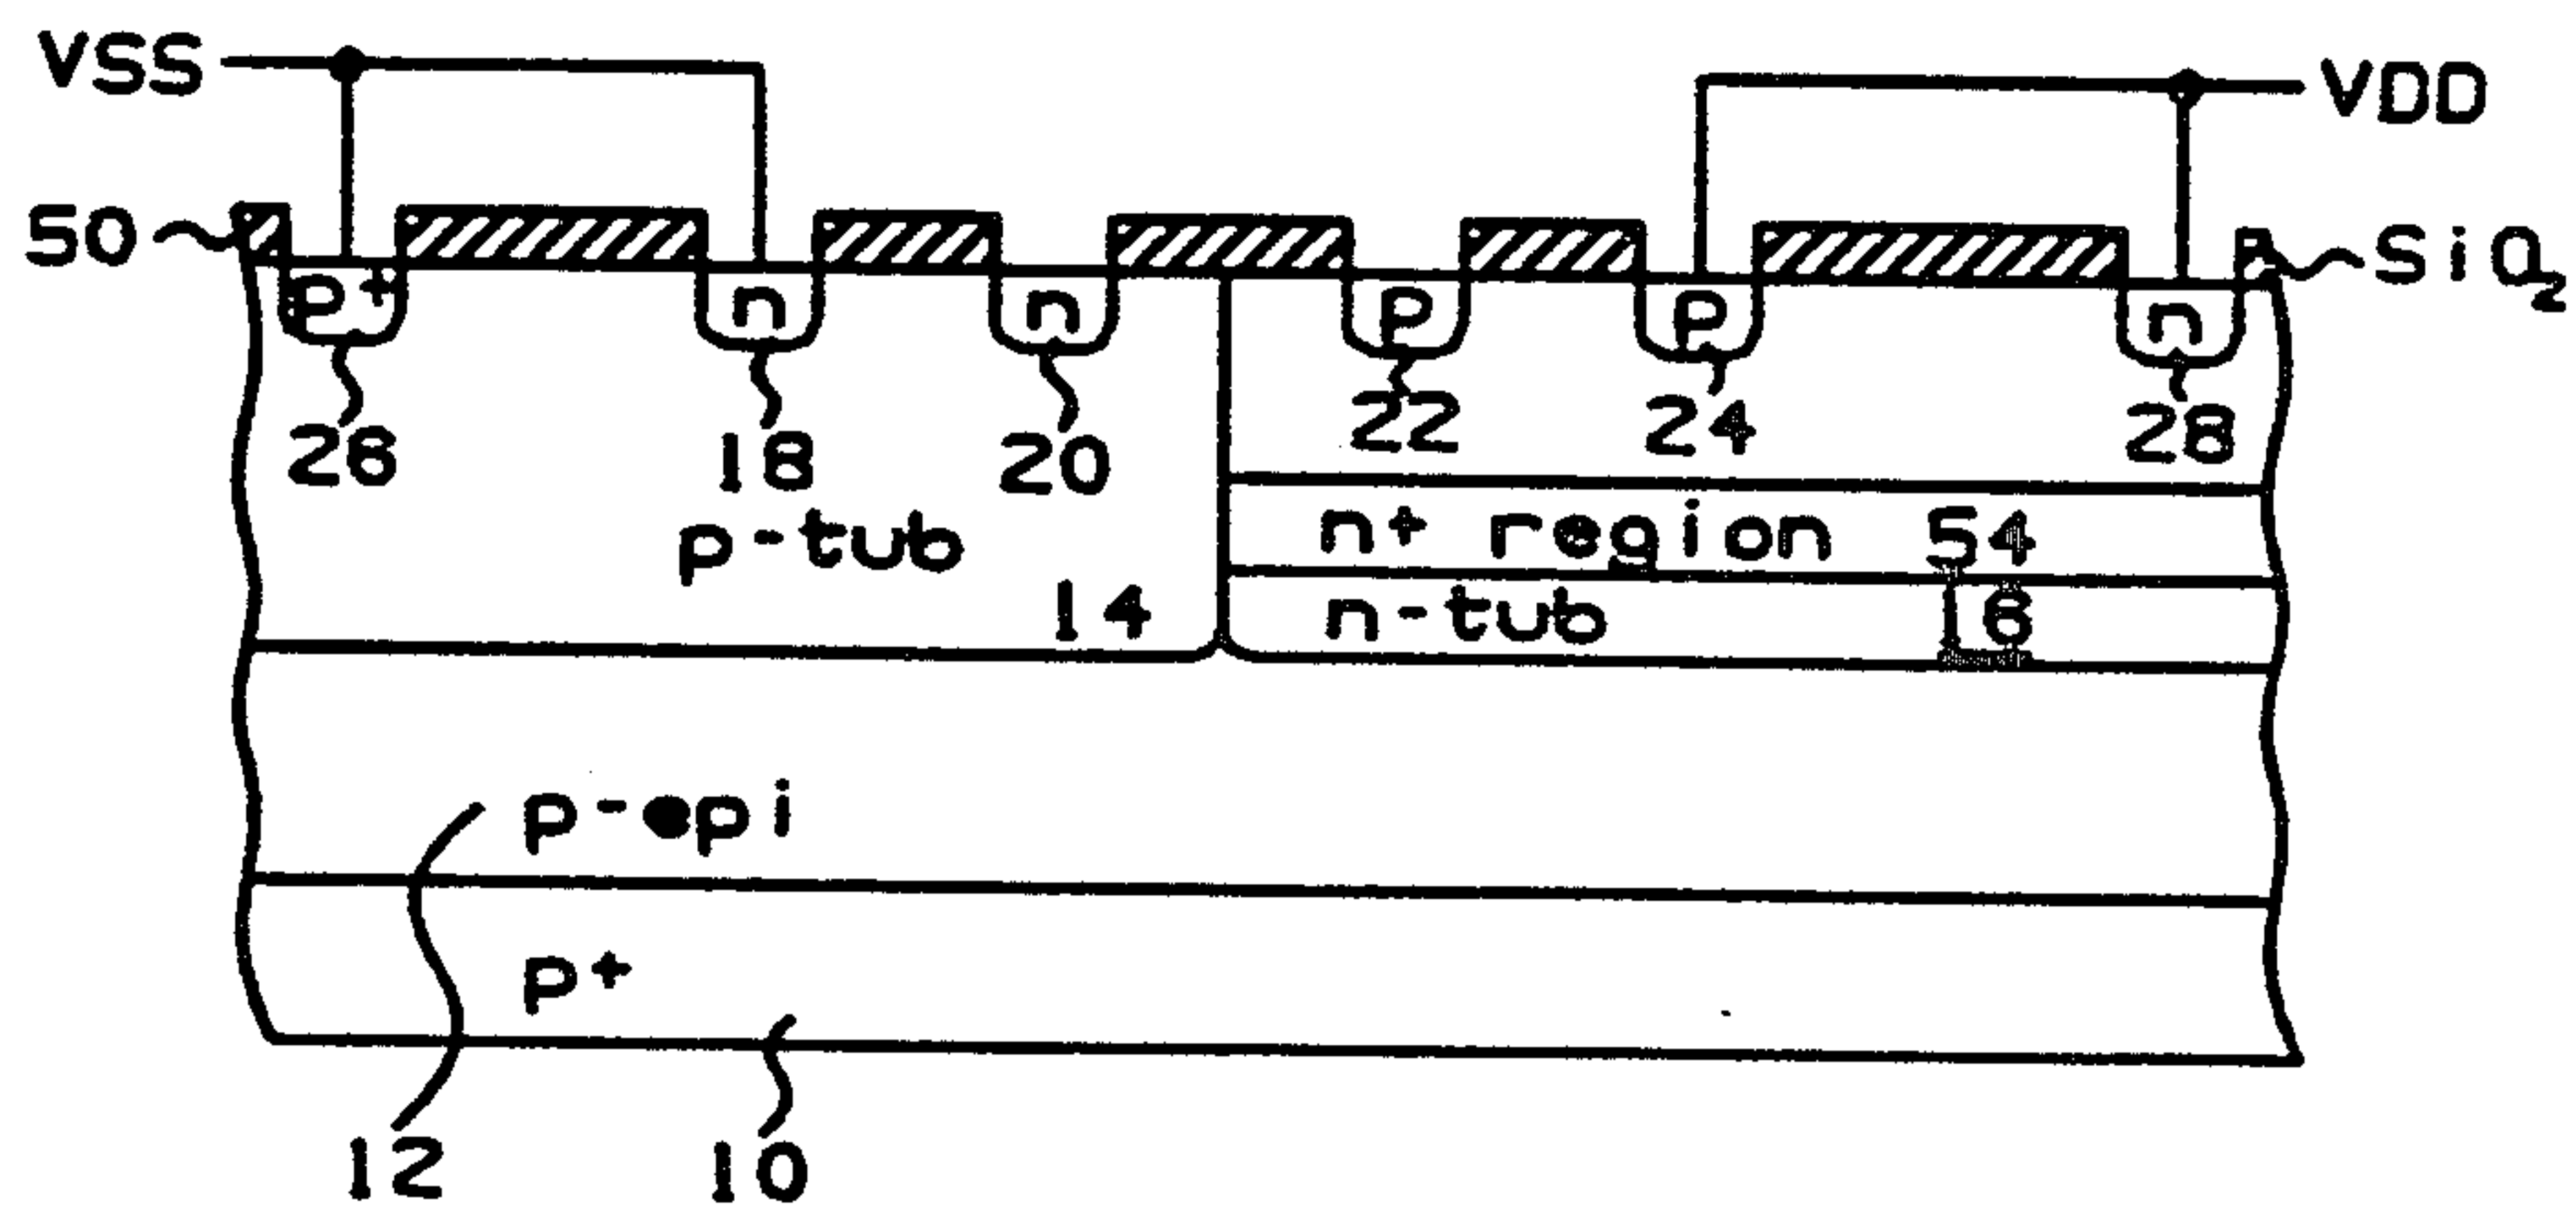 VSS VDD
50 SiO2
p+ n n p p n
26 18 20 22 24 28
p-tub n+ region 54
14 n-tub 16
p-epi
p+
12 10